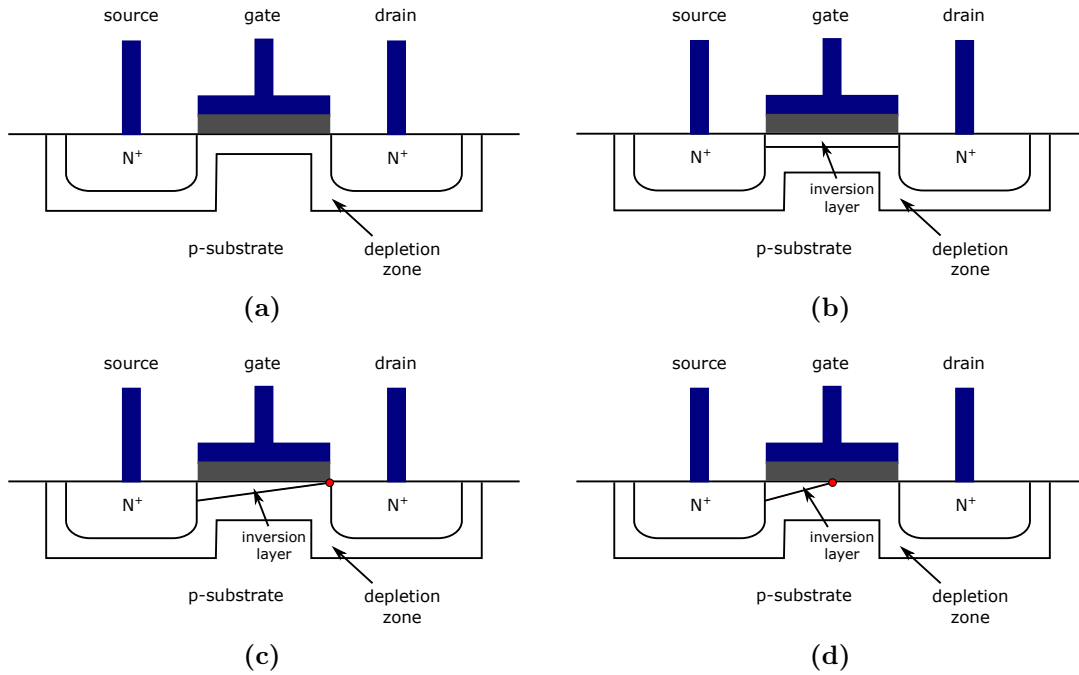 source gate drain
N⁺ N⁺
p-substrate
depletion
zone
(a)
source gate drain
N⁺ N⁺
inversion
layer
p-substrate
depletion
zone
(b)
source gate drain
N⁺ N⁺
inversion
layer
p-substrate
depletion
zone
(c)
source gate drain
N⁺ N⁺
inversion
layer
p-substrate
depletion
zone
(d)